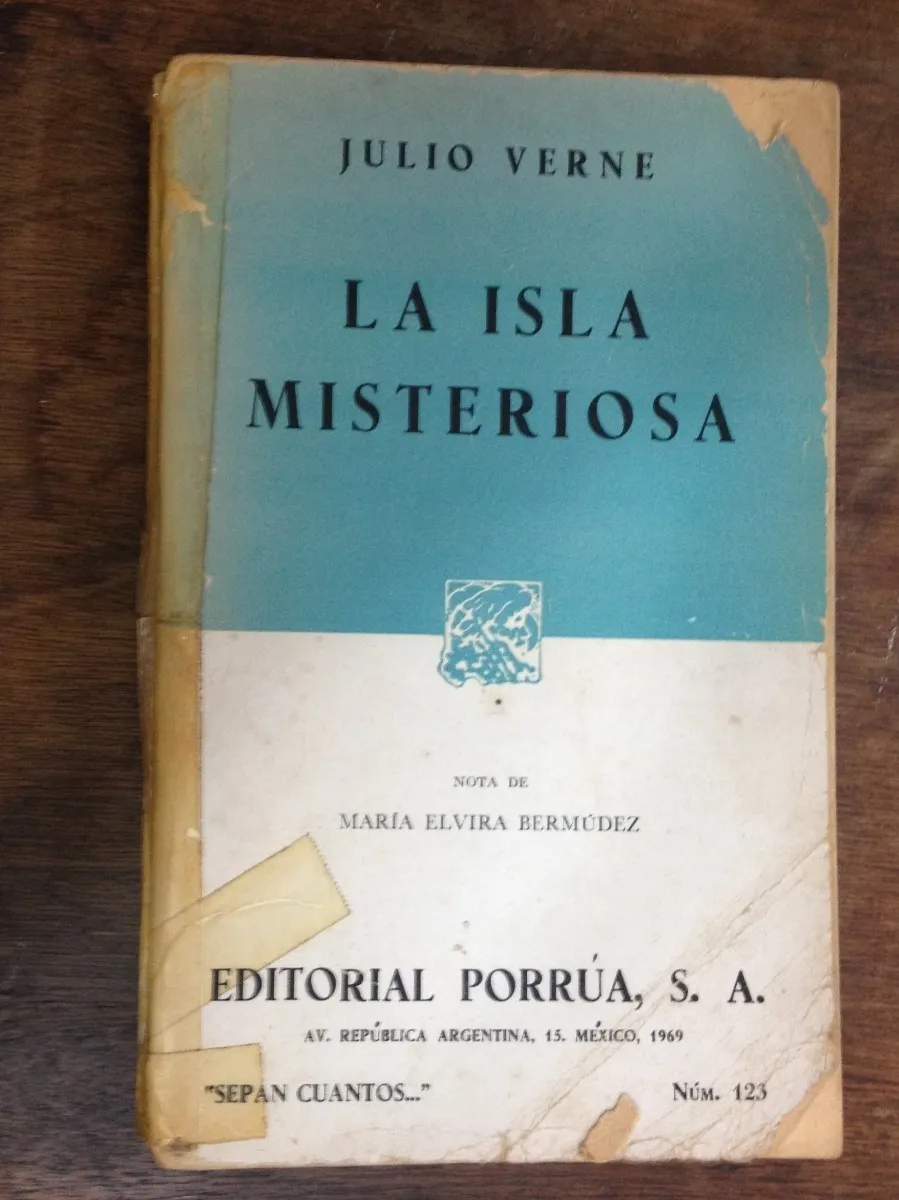 JULIO VERNE
LA ISLA
MISTERIOSA
NOTA DE
MARÍA ELVIRA BERMÚDEZ
EDITORIAL PORRÚA, S. A.
AV. REPÚBLICA ARGENTINA, 15. MÉXICO, 1969
"SEPAN CUANTOS..." NÚM. 123